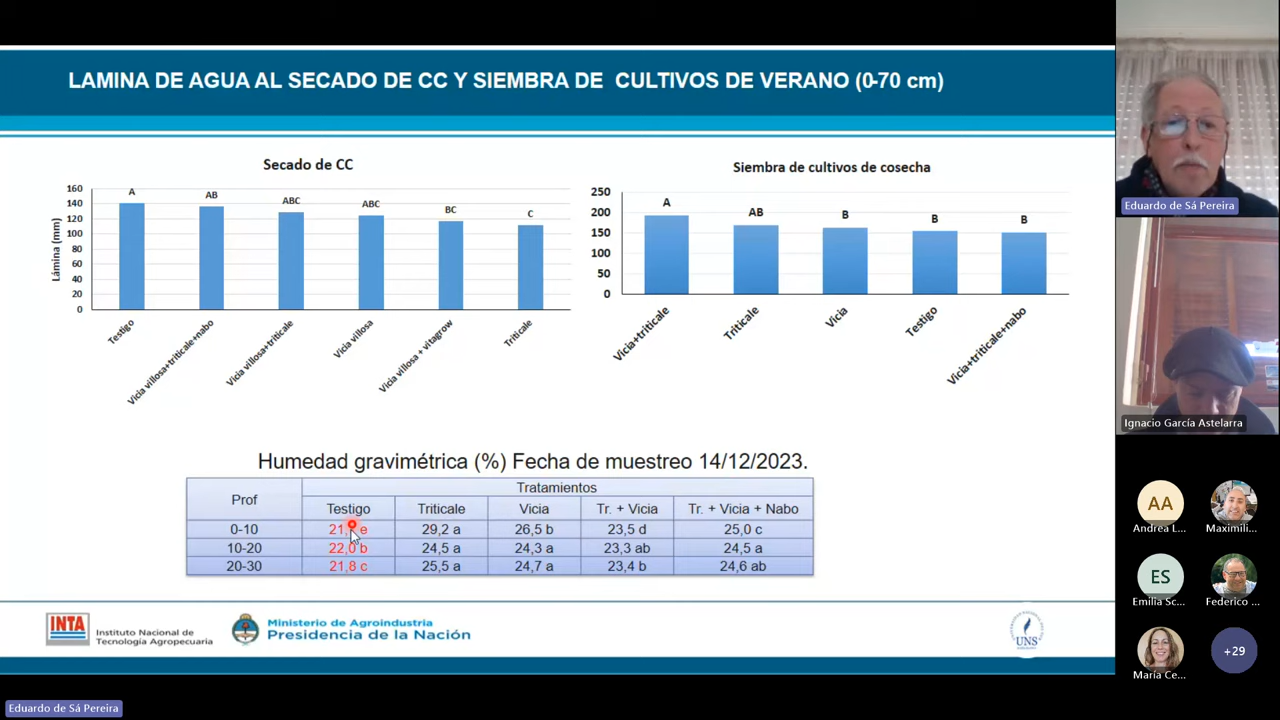 LAMINA DE AGUA AL SECADO DE CC Y SIEMBRA DE CULTIVOS DE VERANO (0-70 cm)
Secado de CC
Lámina (mm)
160
140
120
100
80
60
40
20
0
A
AB
ABC
ABC
BC
C
Testigo
Vicia villosa+triticale+nabo
Vicia villosa+triticale
Vicia villosa
Vicia villosa + vitagrow
Triticale
Siembra de cultivos de cosecha
250
200
150
100
50
0
A
AB
B
B
B
Vicia+triticale
Triticale
Vicia
Testigo
Vicia+triticale+nabo
Humedad gravimétrica (%) Fecha de muestreo 14/12/2023.
Prof
Tratamientos
Testigo Triticale Vicia Tr. + Vicia Tr. + Vicia + Nabo
0-10 e 29,2 a 26,5 b 23,5 d 25,0 c
10-20 22,0 b 24,5 a 24,3 a 23,3 ab 24,5 a
20-30 21,8 c 25,5 a 24,7 a 23,4 b 24,6 ab
INTA
Instituto Nacional de
Tecnología Agropecuaria
Ministerio de Agroindustria
Presidencia de la Nación
UNS
Eduardo de Sá Pereira
Ignacio García Astelarra
AA
Andrea L...
Maximili...
ES
Emilia Sc...
Federico ...
María Ce...
+29
Eduardo de Sá Pereira